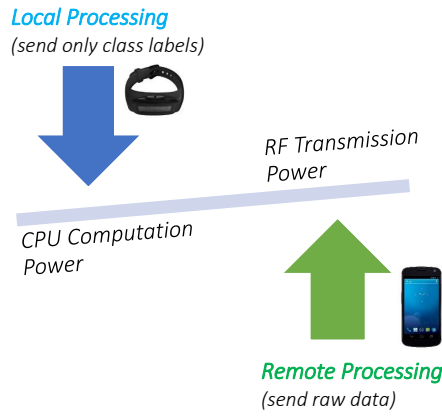 Local Processing
(send only class labels)
RF Transmission
Power
CPU Computation
Power
Remote Processing
(send raw data)